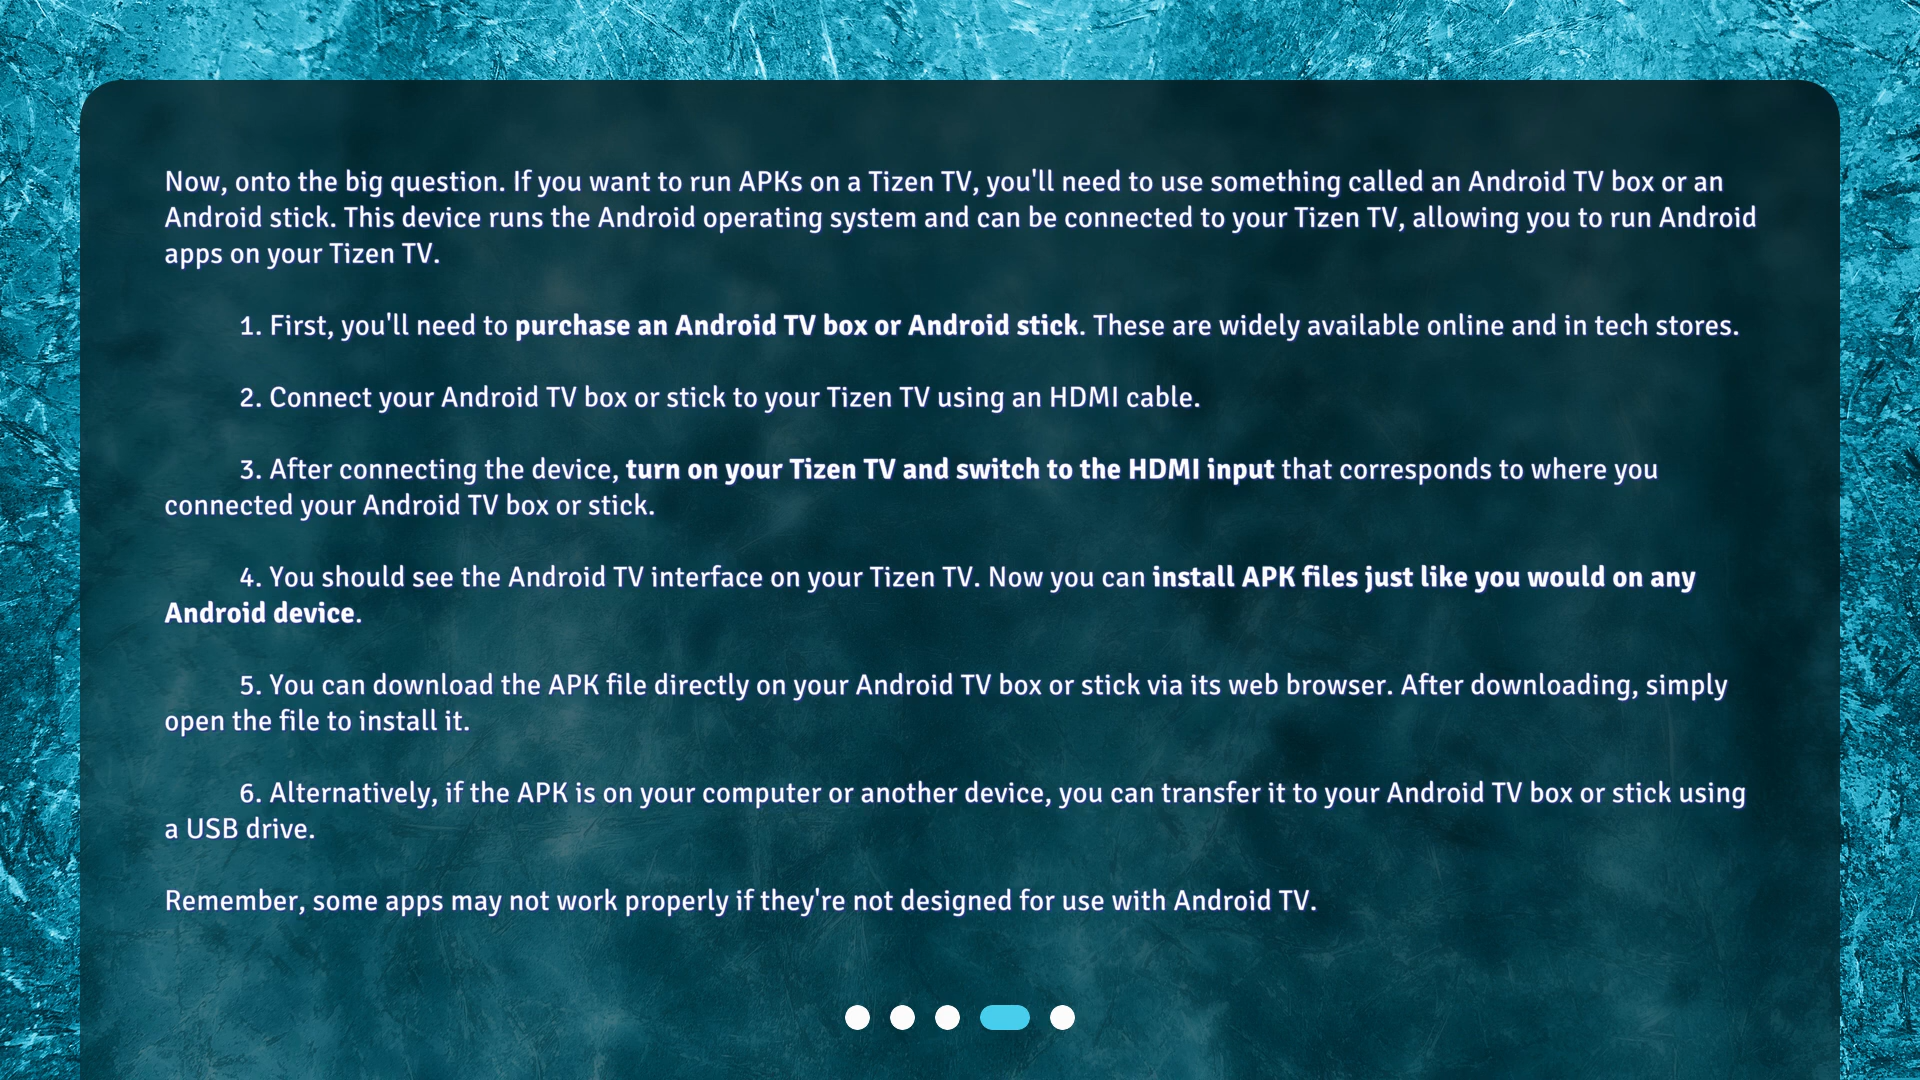 Now, onto the big question. If you want to run APKs on a Tizen TV, you'll need to use something called an Android TV box or an
Android stick. This device runs the Android operating system and can be connected to your Tizen TV, allowing you to run Android
apps on your Tizen TV.
1. First, you'll need to purchase an Android TV box or Android stick. These are widely available online and in tech stores.
2. Connect your Android TV box or stick to your Tizen TV using an HDMI cable.
3. After connecting the device, turn on your Tizen TV and switch to the HDMI input that corresponds to where you
connected your Android TV box or stick.
4. You should see the Android TV interface on your Tizen TV. Now you can install APK files just like you would on any
Android device.
5. You can download the APK file directly on your Android TV box or stick via its web browser. After downloading, simply
open the file to install it.
6. Alternatively, if the APK is on your computer or another device, you can transfer it to your Android TV box or stick using
a USB drive.
Remember, some apps may not work properly if they're not designed for use with Android TV.